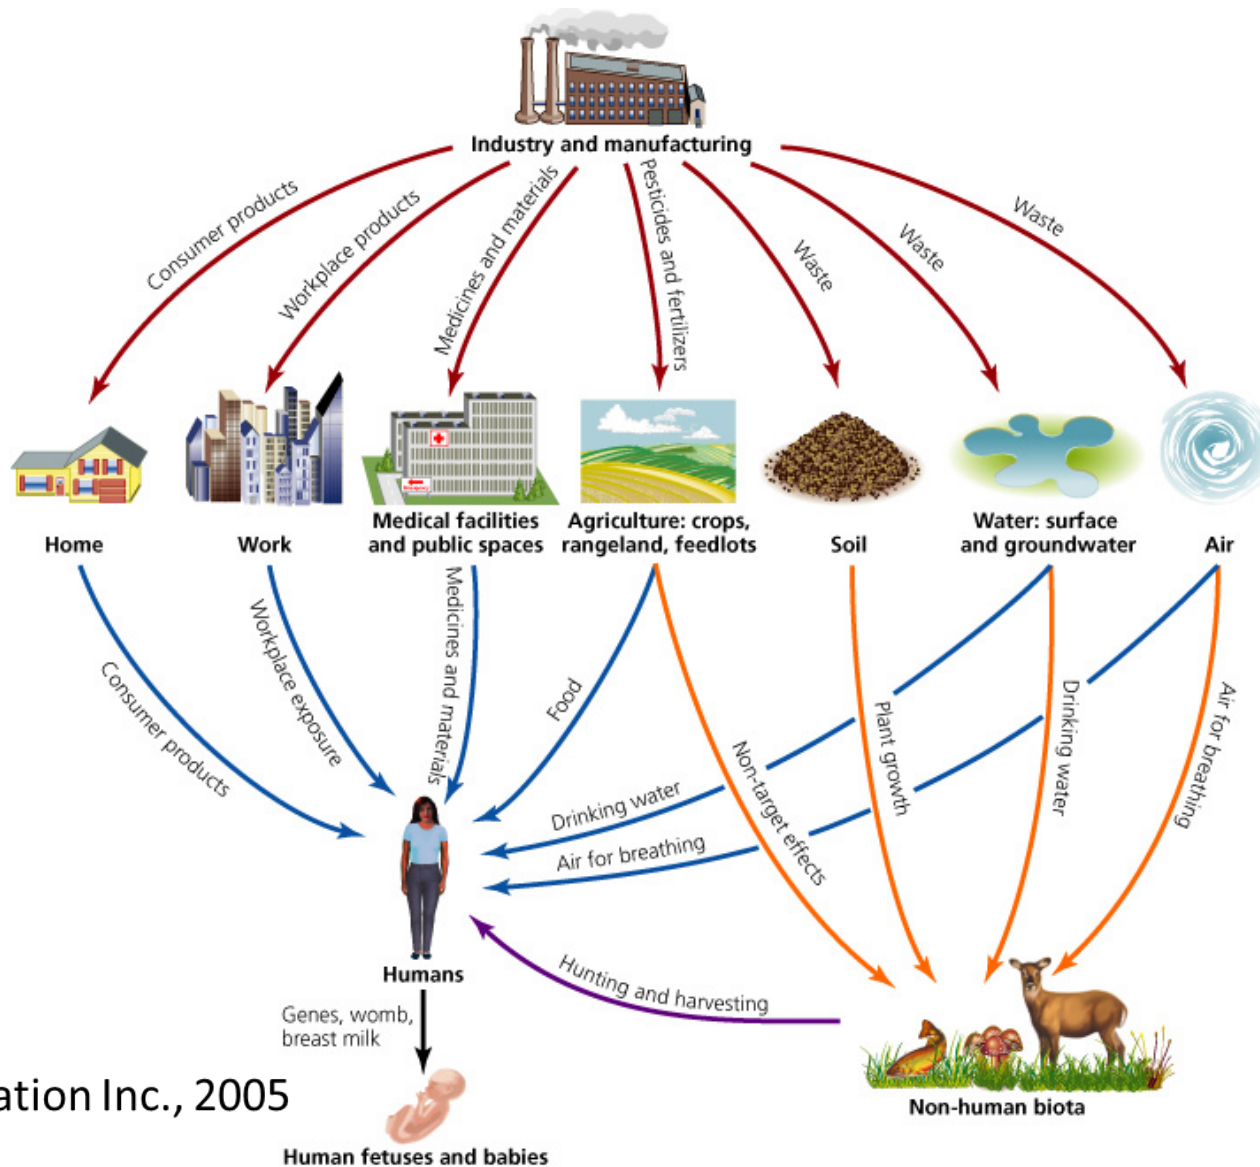 Industry and manufacturing
Consumer products
Workplace products
Medicines and materials
Pesticides and fertilizers
Waste
Waste
Waste
Home
Work
Medical facilities
and public spaces
Agriculture: crops,
rangeland, feedlots
Soil
Water: surface
and groundwater
Air
Consumer products
Workplace exposure
Medicines and materials
Food
Drinking water
Air for breathing
Non-target effects
Plant growth
Drinking water
Air for breathing
Humans
Hunting and harvesting
Genes, womb,
breast milk
Non-human biota
ation Inc., 2005
Human fetuses and babies